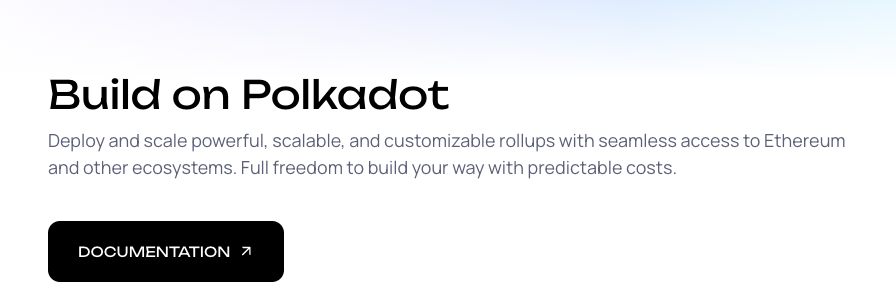 Build on Polkadot
Deploy and scale powerful, scalable, and customizable rollups with seamless access to Ethereum
and other ecosystems. Full freedom to build your way with predictable costs.
DOCUMENTATION